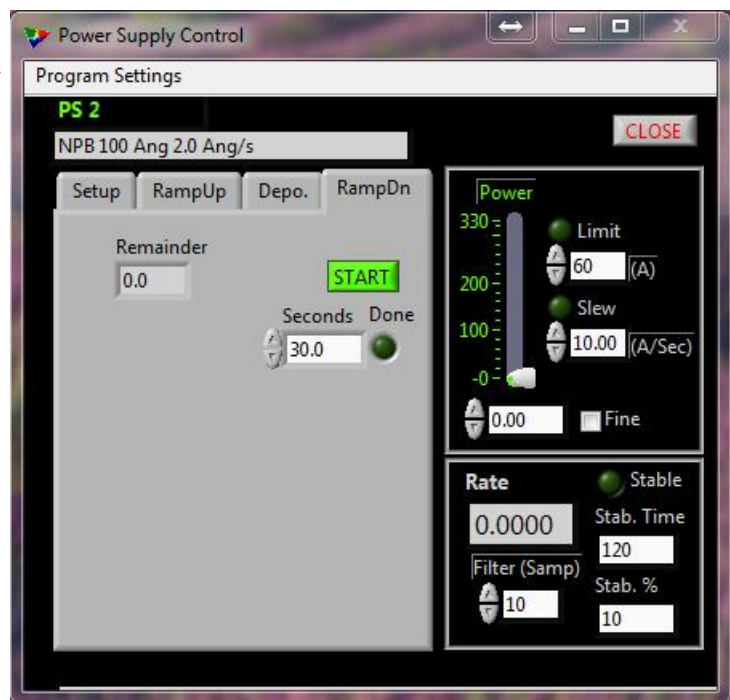 Power Supply Control
Program Settings
PS 2
CLOSE
NPB 100 Ang 2.0 Ang/s
Setup RampUp Depo. RampDn
Remainder
0.0
START
Seconds Done
30.0
Power
330
200
100
-0
Limit
60 (A)
Slew
10.00 (A/Sec)
0.00 Fine
Rate Stable
0.0000
Stab. Time
120
Filter (Samp)
10
Stab. %
10